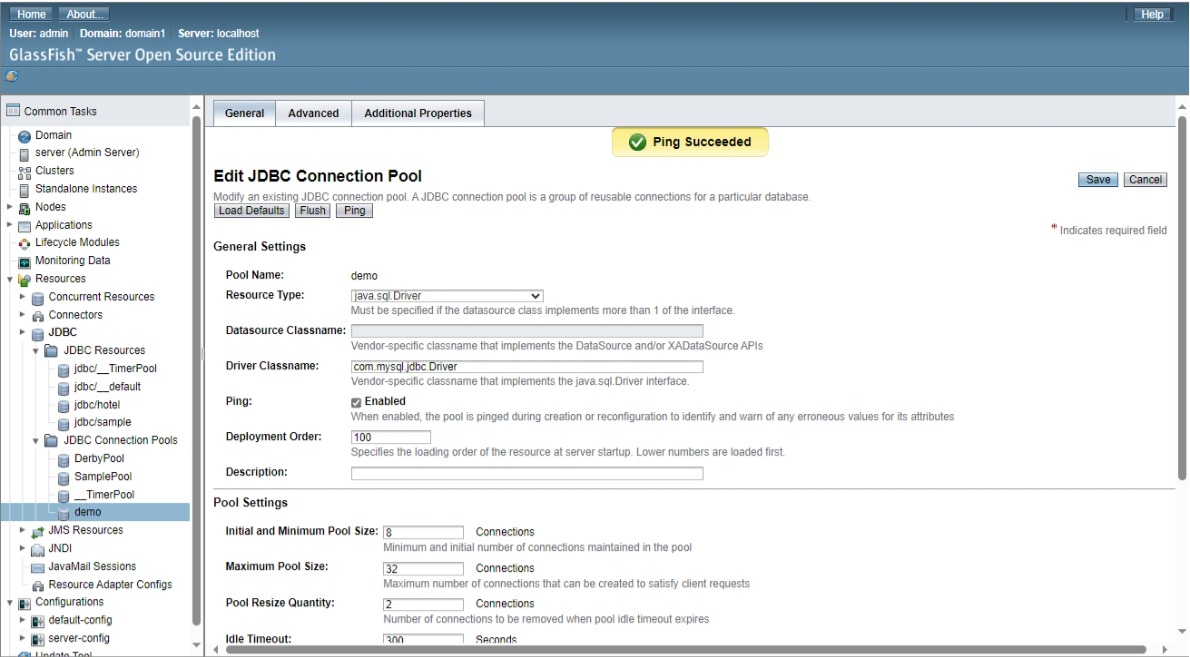 Home About... Help
User: admin Domain: domain1 Server: localhost
GlassFish™ Server Open Source Edition
Common Tasks
Domain
server (Admin Server)
Clusters
Standalone Instances
Nodes
Applications
Lifecycle Modules
Monitoring Data
Resources
Concurrent Resources
Connectors
JDBC
JDBC Resources
jdbc/__TimerPool
jdbc/__default
jdbc/hotel
jdbc/sample
JDBC Connection Pools
DerbyPool
SamplePool
__TimerPool
demo
JMS Resources
JNDI
JavaMail Sessions
Resource Adapter Configs
Configurations
default-config
server-config
Update Tool
General Advanced Additional Properties
Ping Succeeded
Edit JDBC Connection Pool
Save Cancel
Modify an existing JDBC connection pool. A JDBC connection pool is a group of reusable connections for a particular database.
Load Defaults Flush Ping
* Indicates required field
General Settings
Pool Name: demo
Resource Type: java.sql.Driver
Must be specified if the datasource class implements more than 1 of the interface.
Datasource Classname:
Vendor-specific classname that implements the DataSource and/or XADataSource APIs
Driver Classname: com.mysql.jdbc.Driver
Vendor-specific classname that implements the java.sql.Driver interface.
Ping: Enabled
When enabled, the pool is pinged during creation or reconfiguration to identify and warn of any erroneous values for its attributes
Deployment Order: 100
Specifies the loading order of the resource at server startup. Lower numbers are loaded first.
Description:
Pool Settings
Initial and Minimum Pool Size: 8 Connections
Minimum and initial number of connections maintained in the pool
Maximum Pool Size: 32 Connections
Maximum number of connections that can be created to satisfy client requests
Pool Resize Quantity: 2 Connections
Number of connections to be removed when pool idle timeout expires
Idle Timeout: 300 Seconds